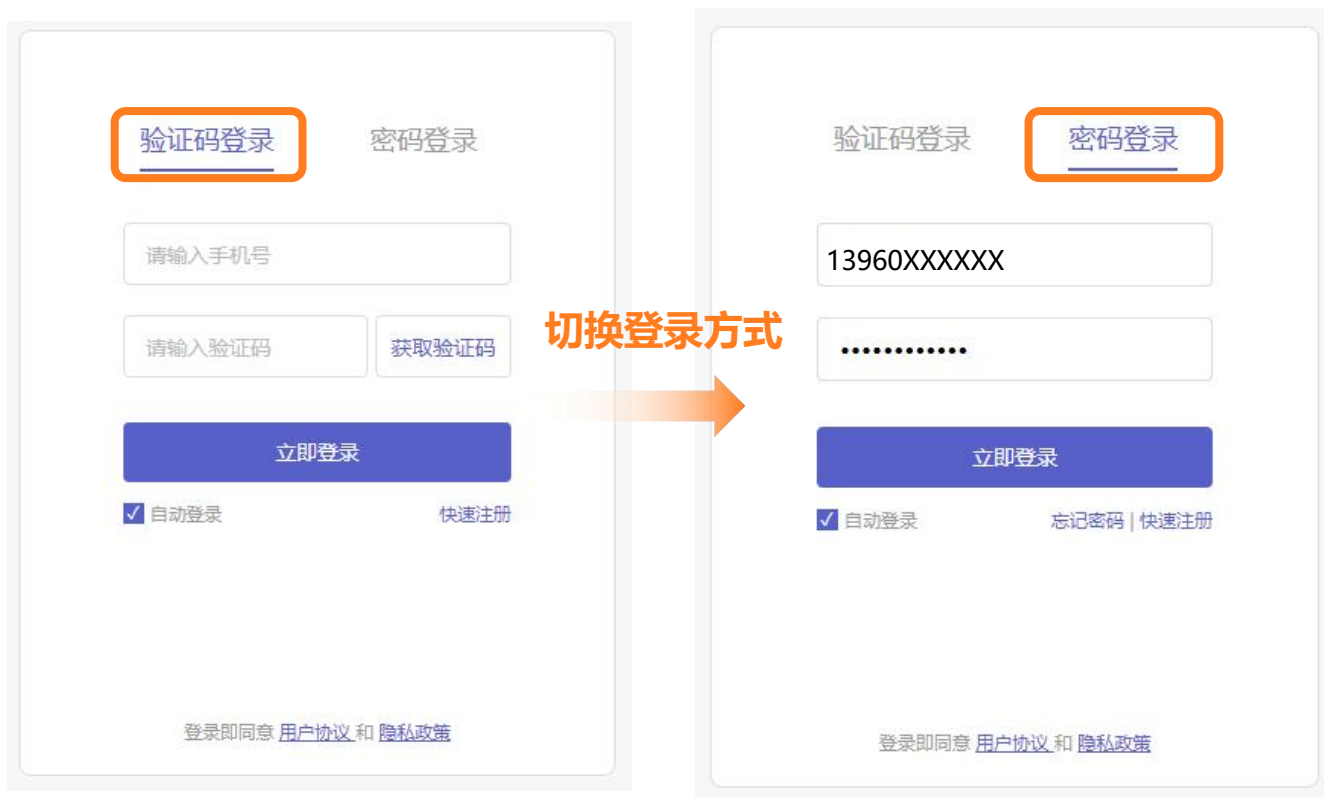 验证码登录 密码登录
请输入手机号
请输入验证码 获取验证码
立即登录
自动登录 快速注册
登录即同意 用户协议 和 隐私政策
切换登录方式
验证码登录 密码登录
13960XXXXXX
••••••••••••
立即登录
自动登录 忘记密码 | 快速注册
登录即同意 用户协议 和 隐私政策